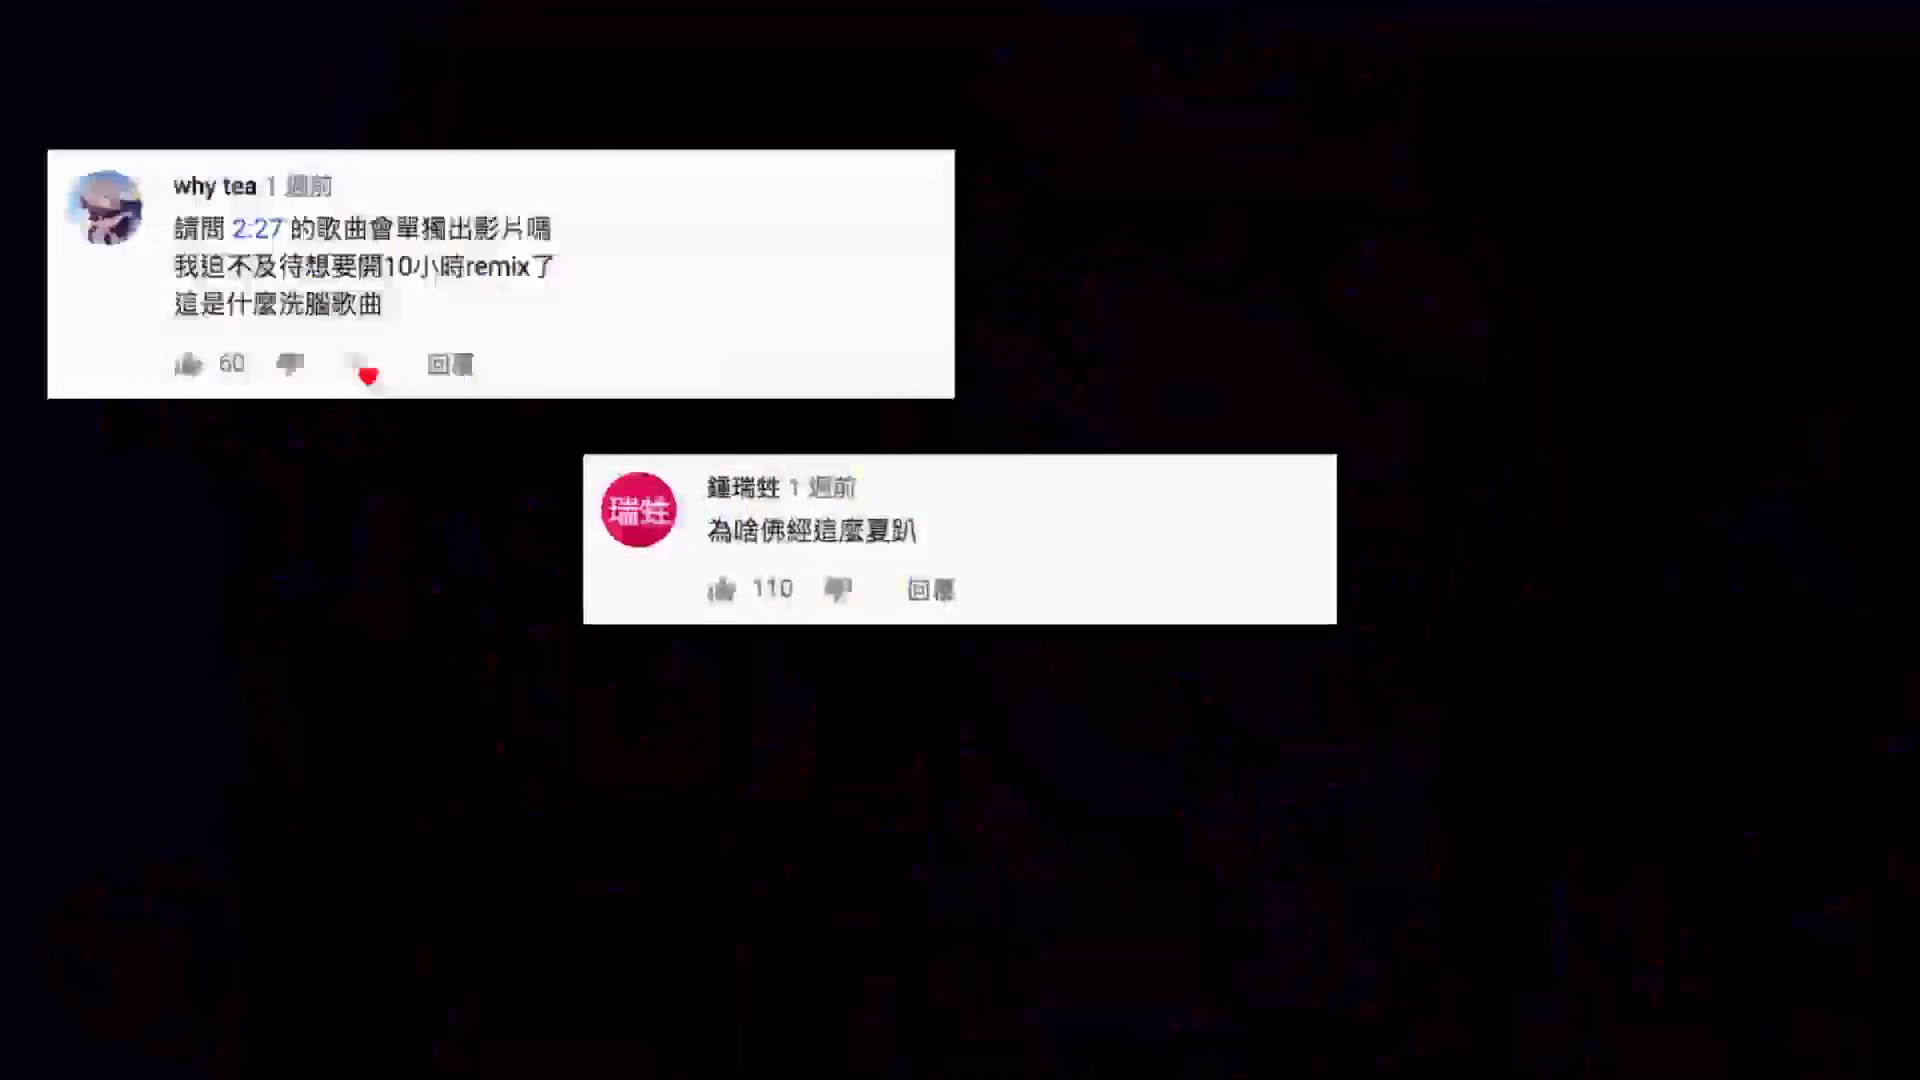 why tea 1 週前
請問 2:27 的歌曲會單獨出影片嗎
我迫不及待想要開10小時remix了
這是什麼洗腦歌曲
60
回覆
瑞甡
鍾瑞甡 1 週前
為啥佛經這麼夏趴
110
回覆